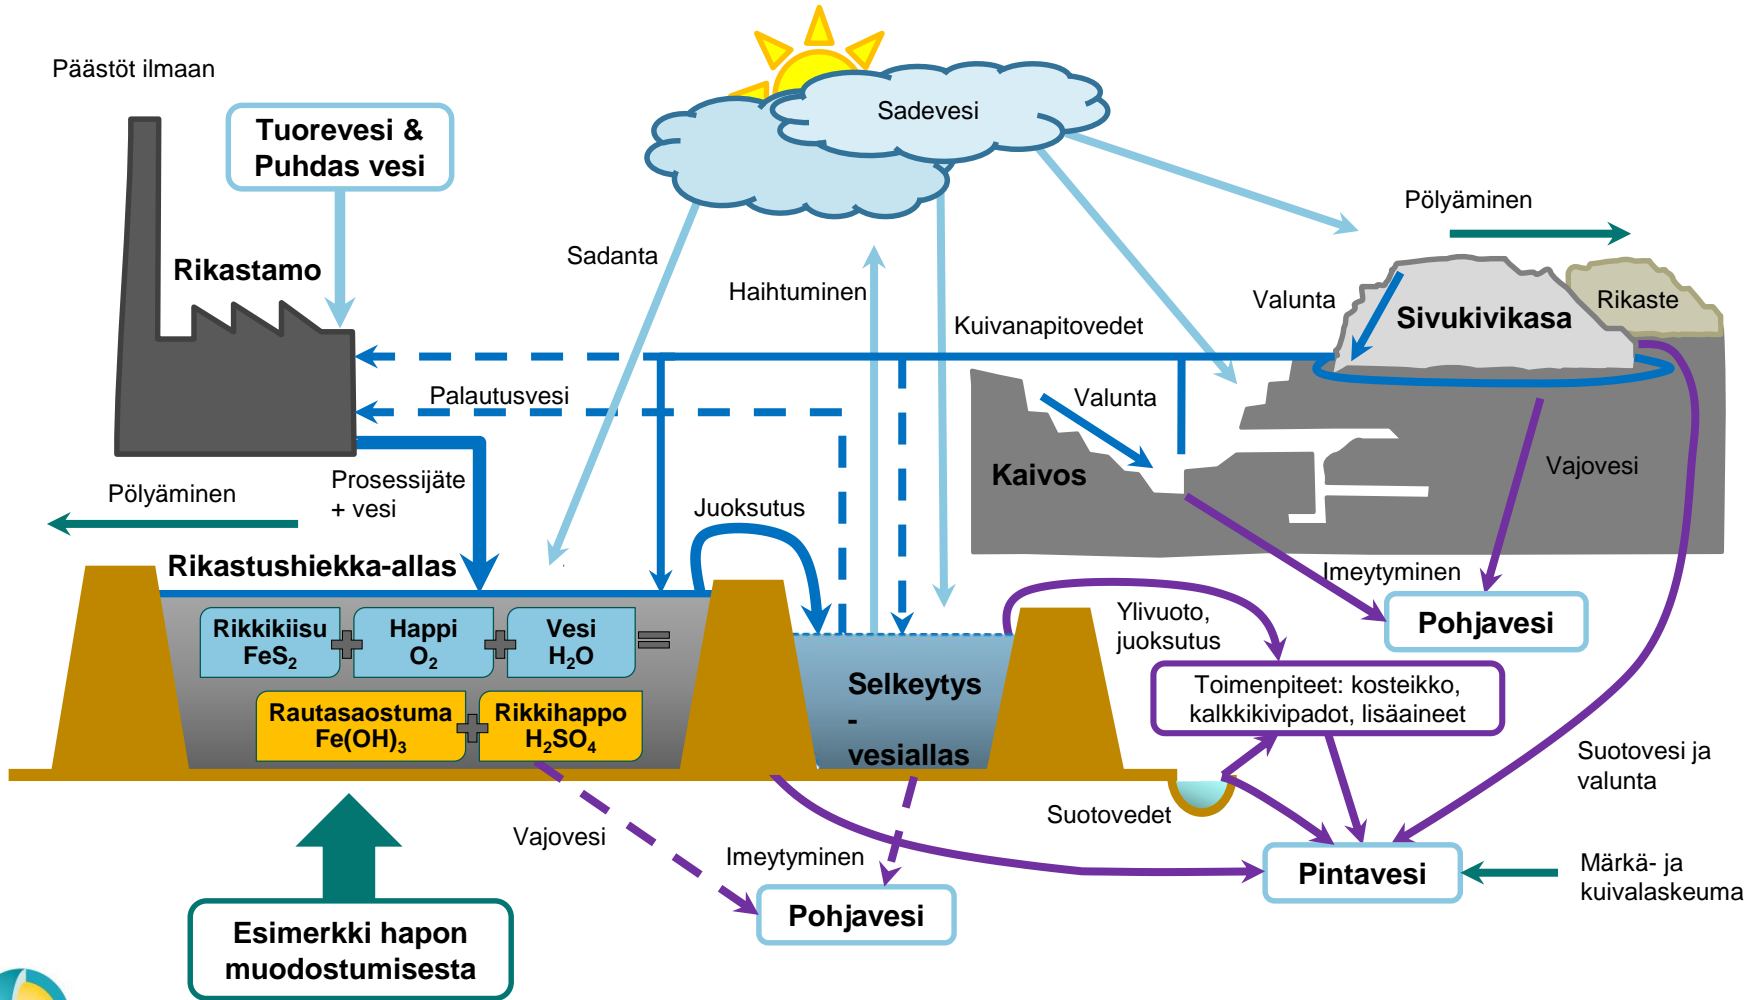 Päästöt ilmaan
Tuorevesi &
Puhdas vesi
Sadevesi
Pölyäminen
Rikastamo
Sadanta
Haihtuminen
Valunta
Sivukivikasa
Rikaste
Kuivanapitovedet
Palautusvesi
Valunta
Kaivos
Vajovesi
Pölyäminen
Prosessijäte
+ vesi
Juoksutus
Rikastushiekka-allas
Imeytyminen
Pohjavesi
Ylivuoto,
juoksutus
Rikkikiisu
FeS₂
+
Happi
O₂
+
Vesi
H₂O
=
Rautasaostuma
Fe(OH)₃
+
Rikkihappo
H₂SO₄
Selkeytys
-
vesiallas
Toimenpiteet: kosteikko,
kalkkikivipadot, lisäaineet
Suotovesi ja
valunta
Suotovedet
Vajovesi
Imeytyminen
Pohjavesi
Pintavesi
Märkä- ja
kuivalaskeuma
Esimerkki hapon
muodostumisesta